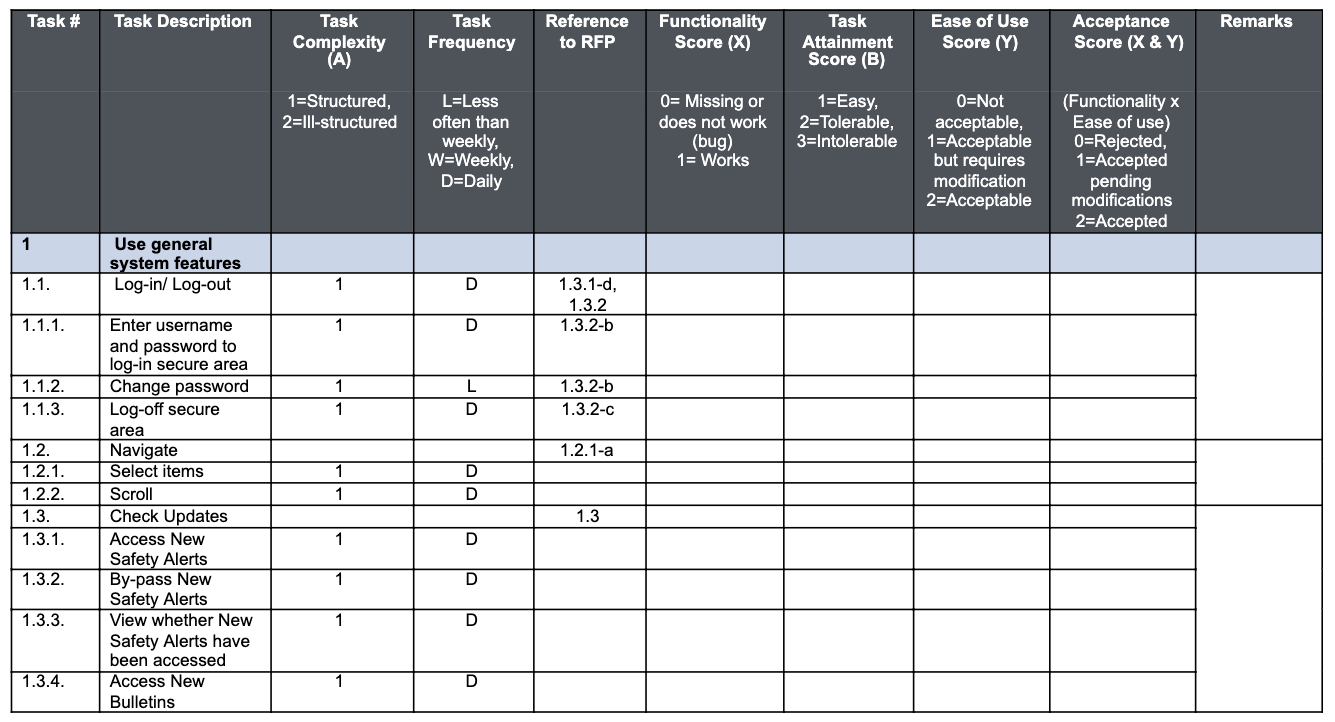 Task # Task Description Task Complexity (A) Task Frequency Reference to RFP Functionality Score (X) Task Attainment Score (B) Ease of Use Score (Y) Acceptance Score (X & Y) Remarks
1=Structured, 2=Ill-structured L=Less often than weekly, W=Weekly, D=Daily 0= Missing or does not work (bug) 1= Works 1=Easy, 2=Tolerable, 3=Intolerable 0=Not acceptable, 1=Acceptable but requires modification 2=Acceptable (Functionality x Ease of use) 0=Rejected, 1=Accepted pending modifications 2=Accepted
1 Use general system features
1.1. Log-in/ Log-out 1 D 1.3.1-d, 1.3.2
1.1.1. Enter username and password to log-in secure area 1 D 1.3.2-b
1.1.2. Change password 1 L 1.3.2-b
1.1.3. Log-off secure area 1 D 1.3.2-c
1.2. Navigate 1.2.1-a
1.2.1. Select items 1 D
1.2.2. Scroll 1 D
1.3. Check Updates 1.3
1.3.1. Access New Safety Alerts 1 D
1.3.2. By-pass New Safety Alerts 1 D
1.3.3. View whether New Safety Alerts have been accessed 1 D
1.3.4. Access New Bulletins 1 D